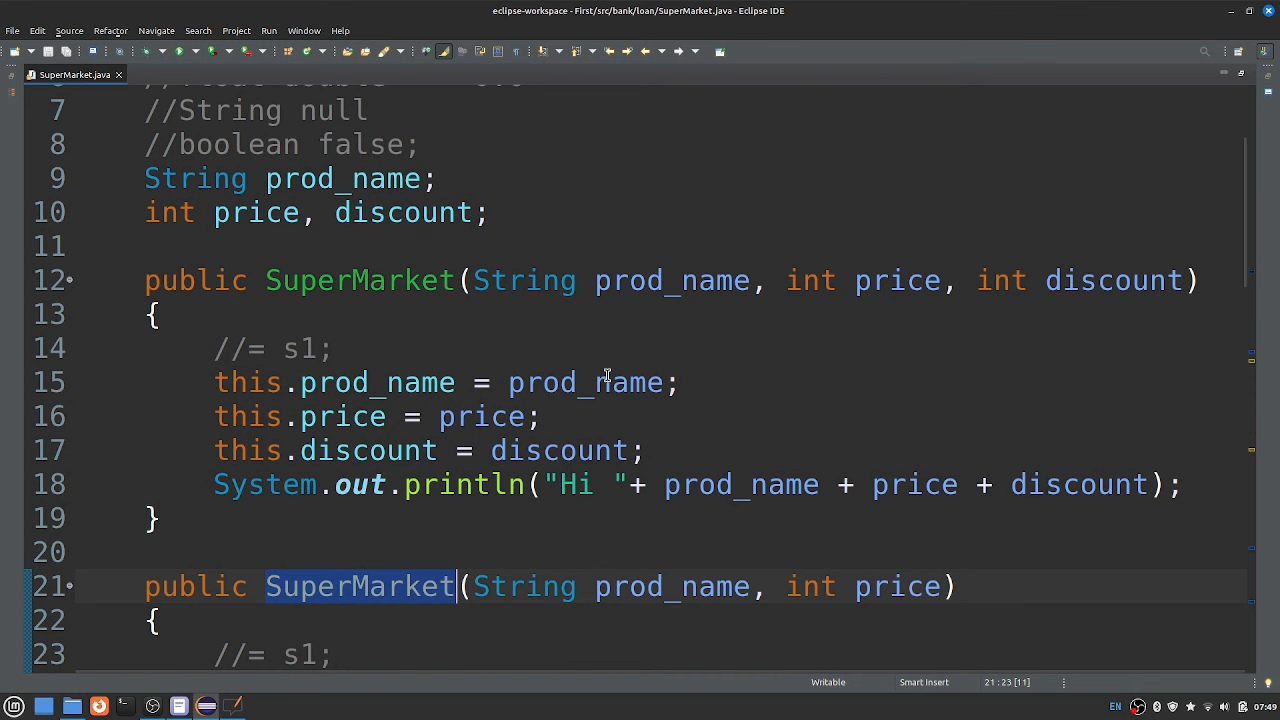 eclipse-workspace - First/src/bank/loan/SuperMarket.java - Eclipse IDE
File Edit Source Refactor Navigate Search Project Run Window Help
SuperMarket.java
7 //String null
8 //boolean false;
9 String prod_name;
10 int price, discount;
11
12 public SuperMarket(String prod_name, int price, int discount)
13 {
14 //= s1;
15 this.prod_name = prod_name;
16 this.price = price;
17 this.discount = discount;
18 System.out.println("Hi "+ prod_name + price + discount);
19 }
20
21 public SuperMarket(String prod_name, int price)
22 {
23 //= s1;
Writable Smart Insert 21 : 23 [11]
EN 07:49